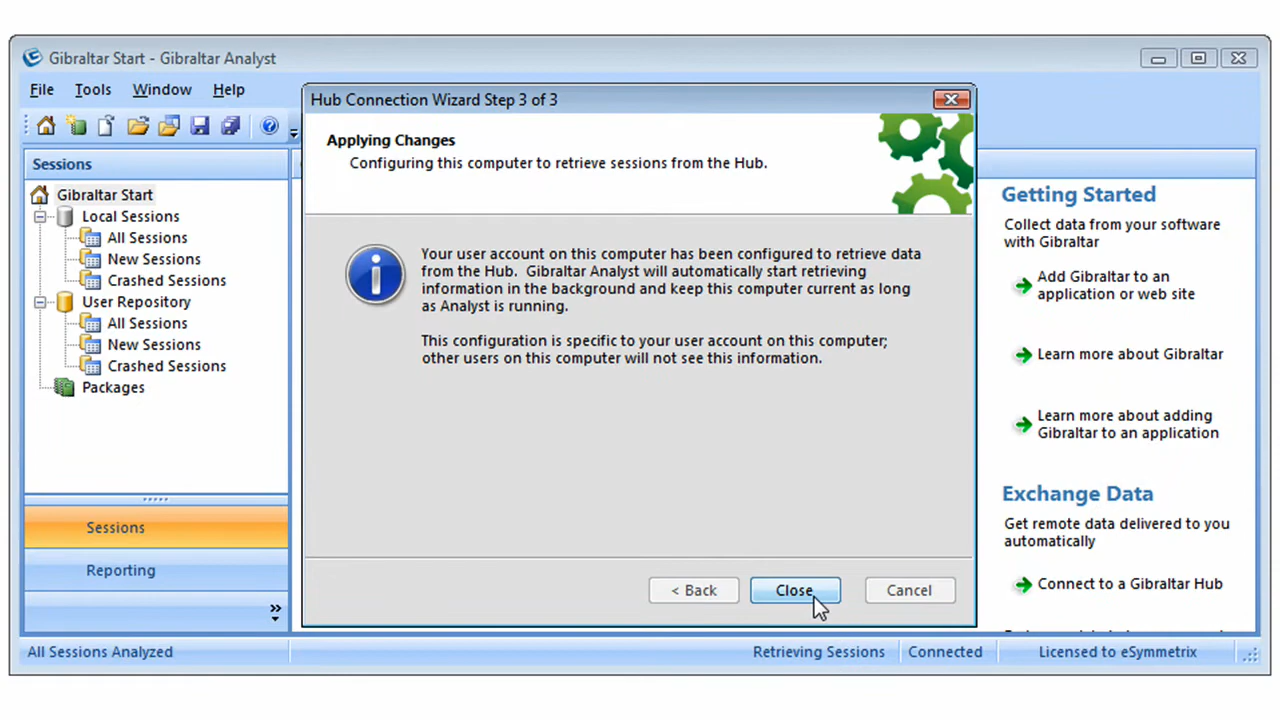 Gibraltar Start - Gibraltar Analyst
File Tools Window Help
Sessions
Gibraltar Start
Local Sessions
All Sessions
New Sessions
Crashed Sessions
User Repository
All Sessions
New Sessions
Crashed Sessions
Packages
Sessions
Reporting
Hub Connection Wizard Step 3 of 3
Applying Changes
Configuring this computer to retrieve sessions from the Hub.
Your user account on this computer has been configured to retrieve data
from the Hub. Gibraltar Analyst will automatically start retrieving
information in the background and keep this computer current as long
as Analyst is running.
This configuration is specific to your user account on this computer;
other users on this computer will not see this information.
< Back Close Cancel
Getting Started
Collect data from your software
with Gibraltar
Add Gibraltar to an
application or web site
Learn more about Gibraltar
Learn more about adding
Gibraltar to an application
Exchange Data
Get remote data delivered to you
automatically
Connect to a Gibraltar Hub
All Sessions Analyzed
Retrieving Sessions Connected Licensed to eSymmetrix